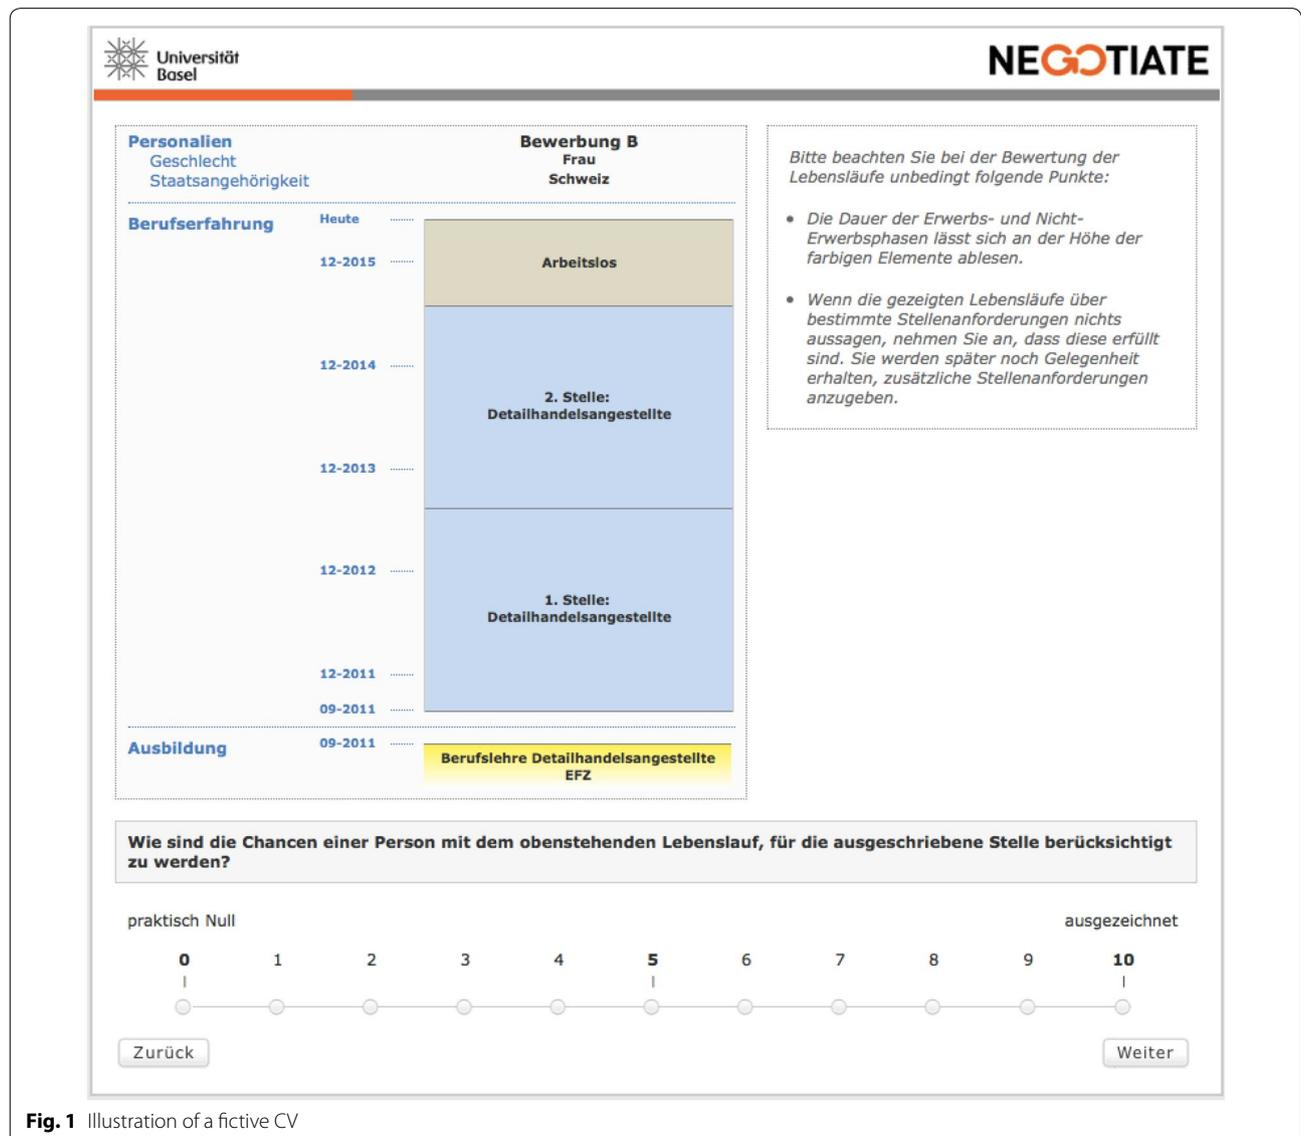 Universität
Basel
NEGOTIATE
Personalien
Bewerbung B
Geschlecht
Frau
Staatsangehörigkeit
Schweiz
Berufserfahrung
Heute
12-2015
Arbeitslos
12-2014
2. Stelle:
Detailhandelsangestellte
12-2013
12-2012
1. Stelle:
Detailhandelsangestellte
12-2011
09-2011
Ausbildung
09-2011
Berufslehre Detailhandelsangestellte
EFZ
Bitte beachten Sie bei der Bewertung der
Lebensläufe unbedingt folgende Punkte:
• Die Dauer der Erwerbs- und Nicht-
Erwerbsphasen lässt sich an der Höhe der
farbigen Elemente ablesen.
• Wenn die gezeigten Lebensläufe über
bestimmte Stellenanforderungen nichts
aussagen, nehmen Sie an, dass diese erfüllt
sind. Sie werden später noch Gelegenheit
erhalten, zusätzliche Stellenanforderungen
anzugeben.
Wie sind die Chancen einer Person mit dem obenstehenden Lebenslauf, für die ausgeschriebene Stelle berücksichtigt
zu werden?
praktisch Null
ausgezeichnet
0 1 2 3 4 5 6 7 8 9 10
Zurück
Weiter
Fig. 1 Illustration of a fictive CV